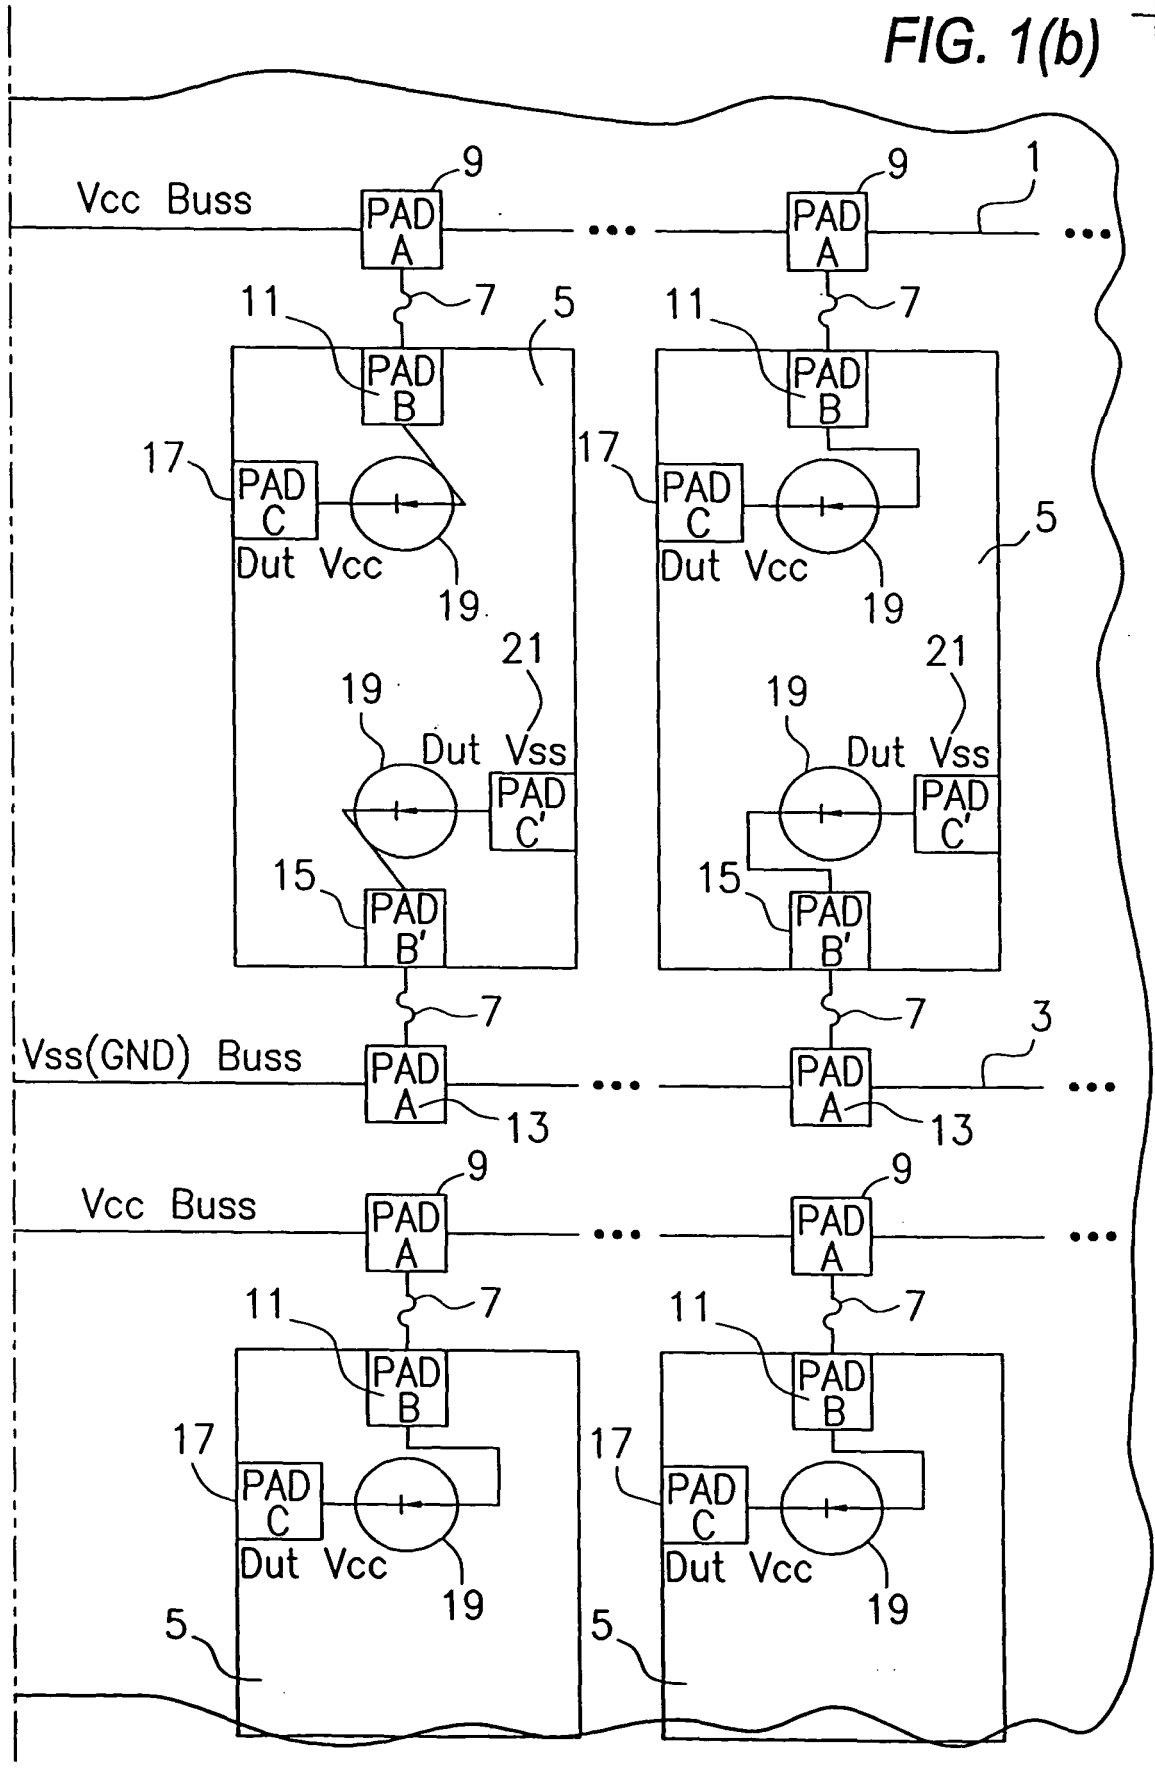 FIG. 1(b)
9
9
1
Vcc Buss
PAD
A
PAD
A
11
7
5
11
7
PAD
B
PAD
B
17
17
PAD
C
PAD
C
5
Dut Vcc
Dut Vcc
19
19
21
21
19
19
Dut Vss
Dut Vss
PAD
C'
PAD
C'
15
15
PAD
B'
PAD
B'
7
7
3
Vss(GND) Buss
PAD
A
PAD
A
13
13
9
9
Vcc Buss
PAD
A
PAD
A
11
7
11
7
PAD
B
PAD
B
17
17
PAD
C
PAD
C
Dut Vcc
Dut Vcc
19
19
5
5